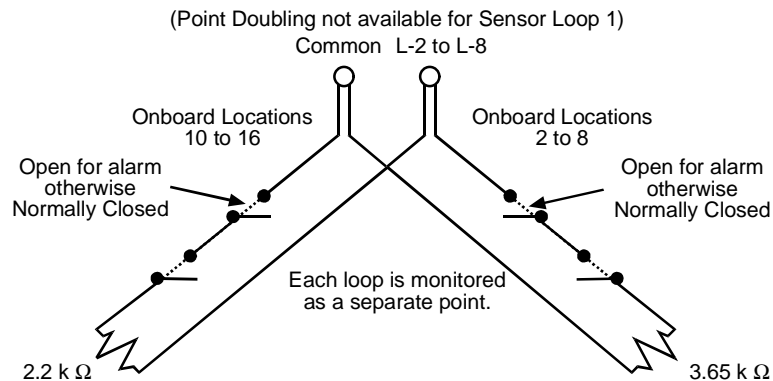 (Point Doubling not available for Sensor Loop 1)
Common L-2 to L-8
Onboard Locations
10 to 16
Onboard Locations
2 to 8
Open for alarm
otherwise
Normally Closed
Open for alarm
otherwise
Normally Closed
Each loop is monitored
as a separate point.
2.2 k Ω
3.65 k Ω